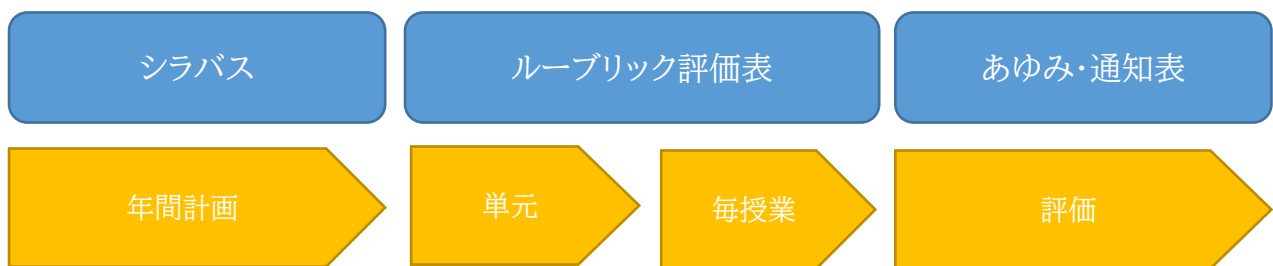 シラバス
ルーブリック評価表
あゆみ・通知表
年間計画
単元
毎授業
評価